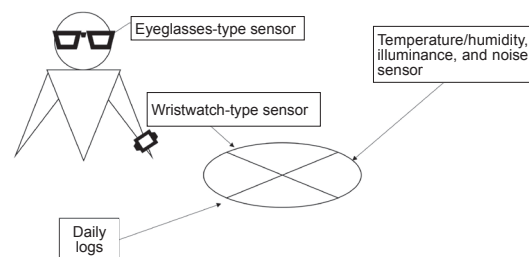 Eyeglasses-type sensor
Temperature/humidity,
illuminance, and noise
sensor
Wristwatch-type sensor
Daily
logs